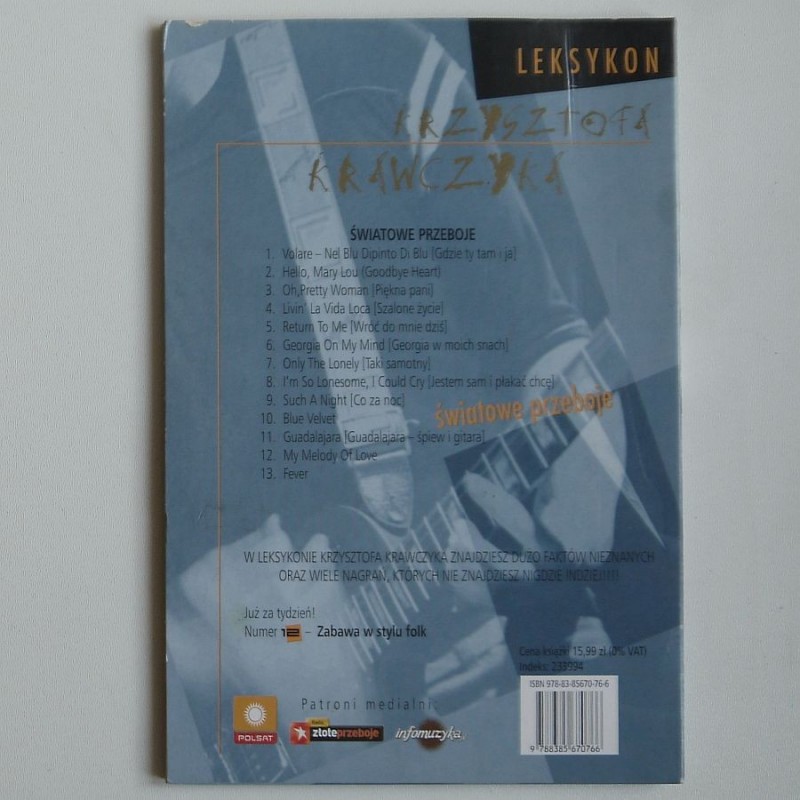 LEKSYKON
KRZYSZTOFA
KRAWCZYKA
ŚWIATOWE PRZEBOJE
1. Volare – Nel Blu Dipinto Di Blu [Gdzie ty tam i ja]
2. Hello, Mary Lou (Goodbye Heart)
3. Oh,Pretty Woman [Piękna pani]
4. Livin' La Vida Loca [Szalone życie]
5. Return To Me [Wróć do mnie dziś]
6. Georgia On My Mind [Georgia w moich snach]
7. Only The Lonely [Taki samotny]
8. I'm So Lonesome, I Could Cry [Jestem sam i płakać chcę]
9. Such A Night [Co za noc]
światowe przeboje
10. Blue Velvet
11. Guadalajara [Guadalajara – śpiew i gitara]
12. My Melody Of Love
13. Fever
W LEKSYKONIE KRZYSZTOFA KRAWCZYKA ZNAJDZIESZ DUŻO FAKTÓW NIEZNANYCH
ORAZ WIELE NAGRAŃ, KTÓRYCH NIE ZNAJDZIESZ NIGDZIE INDZIEJ!!!!
Już za tydzień!
Numer 12 – Zabawa w stylu folk
Cena książki 15,99 zł (0% VAT)
Indeks: 233994
ISBN 978-83-85670-76-6
9 788385 670766
Patroni medialni:
POLSAT
Radio
złoteprzeboje
infomuzyka.pl